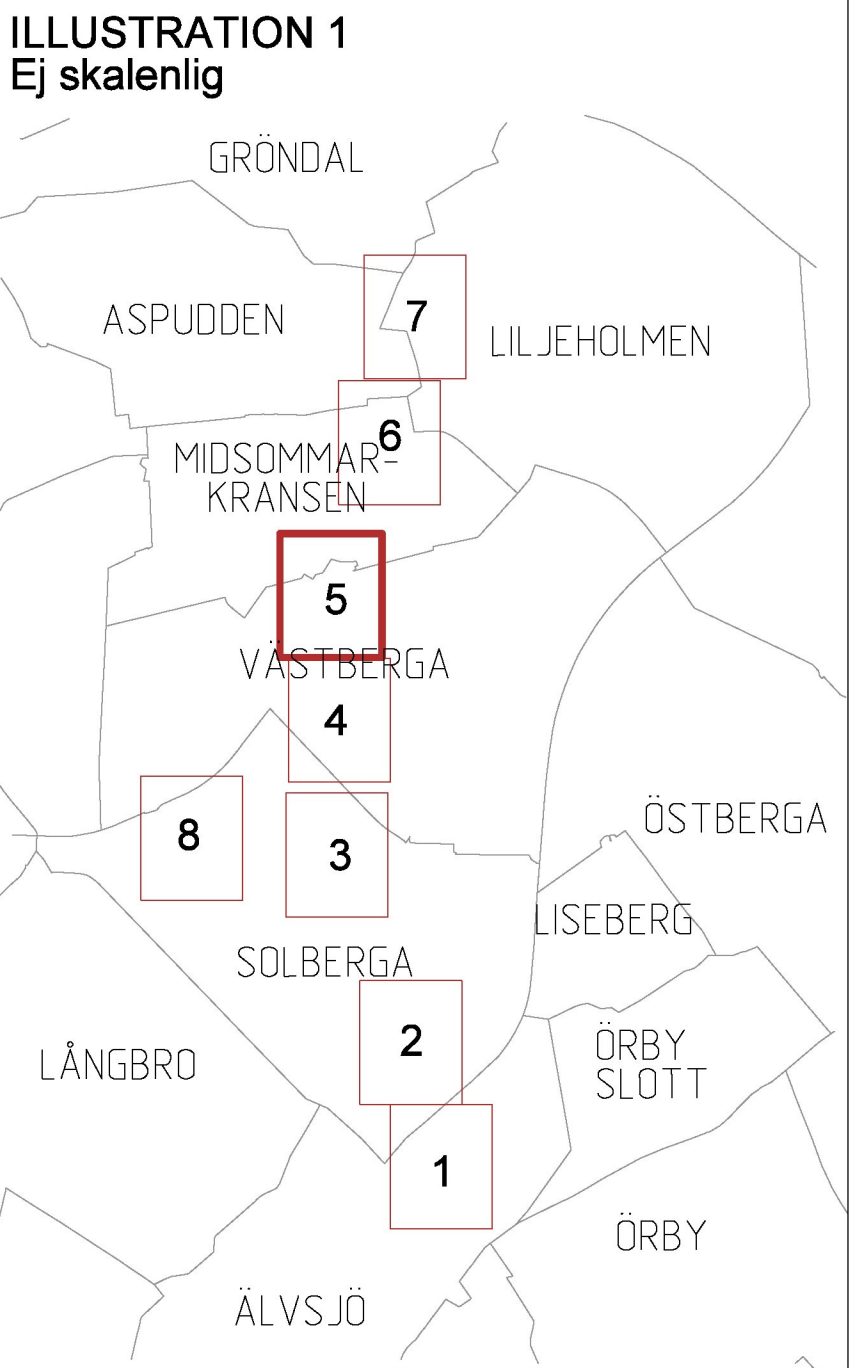 ILLUSTRATION 1
Ej skalenlig
GRÖNDAL
7
ASPUDDEN
LILJEHOLMEN
6
MIDSOMMAR-
KRANSEN
5
VÄSTBERGA
4
ÖSTBERGA
8
3
LISEBERG
SOLBERGA
2
ÖRBY
SLOTT
LÅNGBRO
1
ÖRBY
ÄLVSJÖ